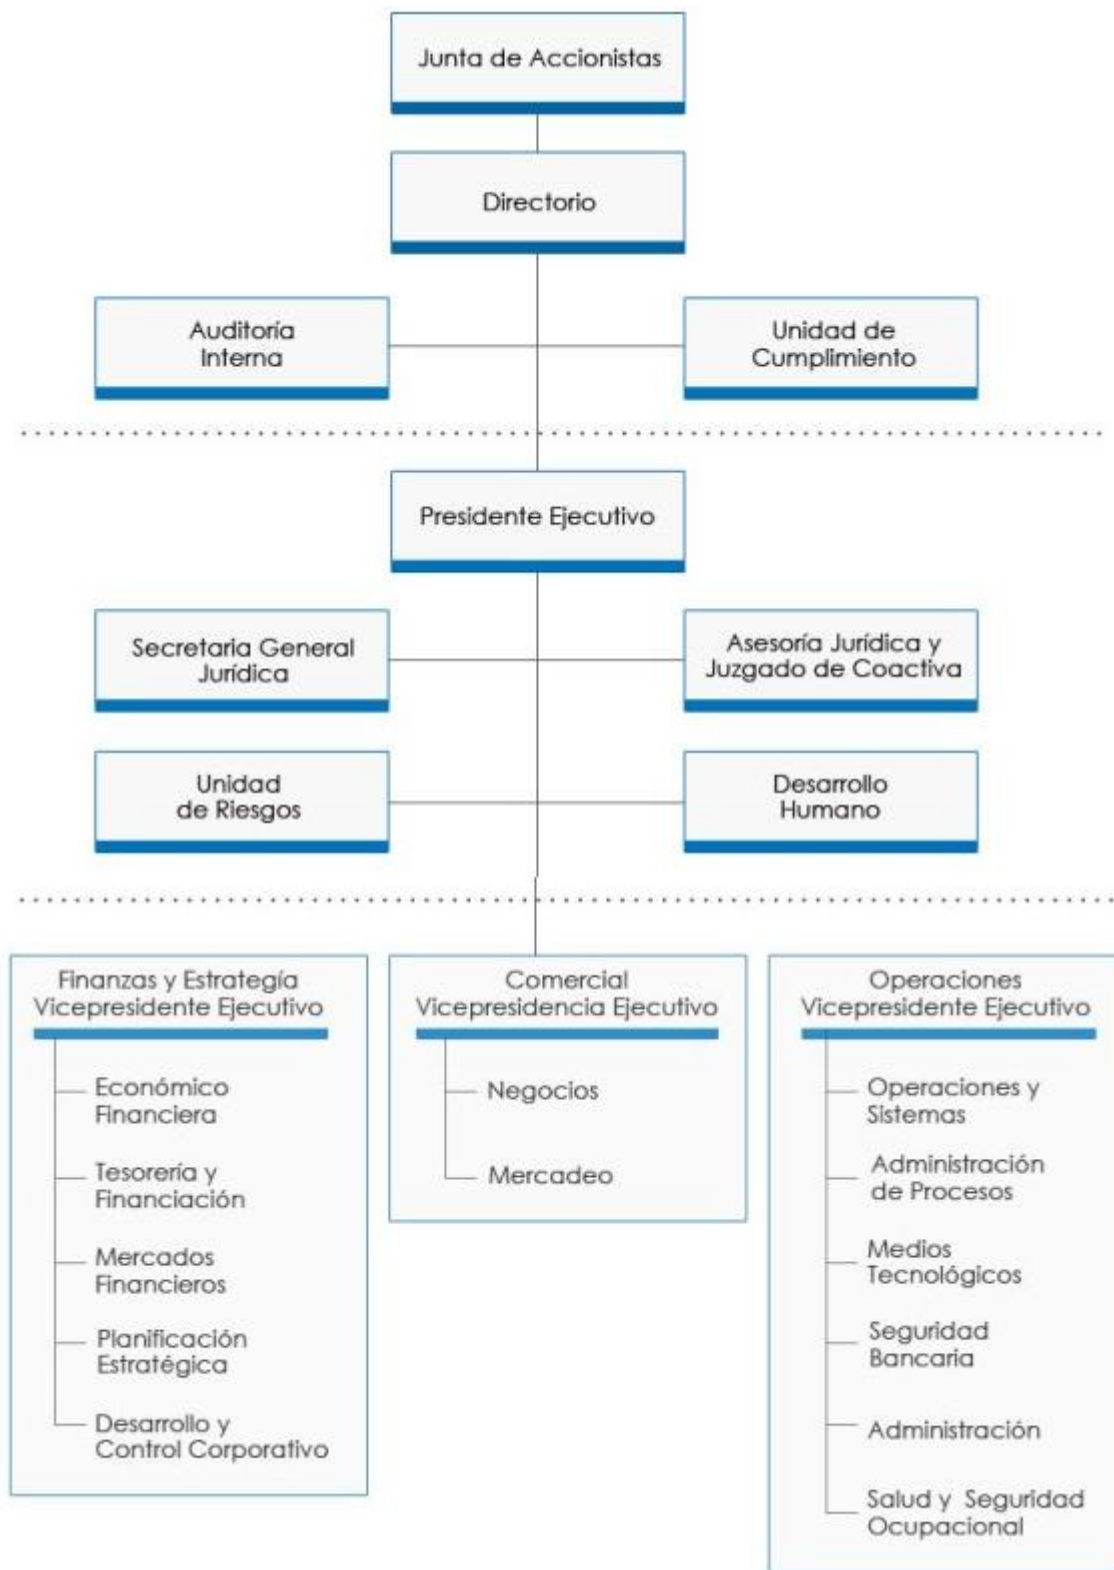 Junta de Accionistas
Directorio
Auditoría
Interna
Unidad de
Cumplimiento
Presidente Ejecutivo
Secretaria General
Jurídica
Asesoría Jurídica y
Juzgado de Coactiva
Unidad
de Riesgos
Desarrollo
Humano
Finanzas y Estrategía
Vicepresidente Ejecutivo
Económico
Financiera
Tesorería y
Financiación
Mercados
Financieros
Planificación
Estratégica
Desarrollo y
Control Corporativo
Comercial
Vicepresidencia Ejecutivo
Negocios
Mercadeo
Operaciones
Vicepresidente Ejecutivo
Operaciones y
Sistemas
Administración
de Procesos
Medios
Tecnológicos
Seguridad
Bancaria
Administración
Salud y Seguridad
Ocupacional